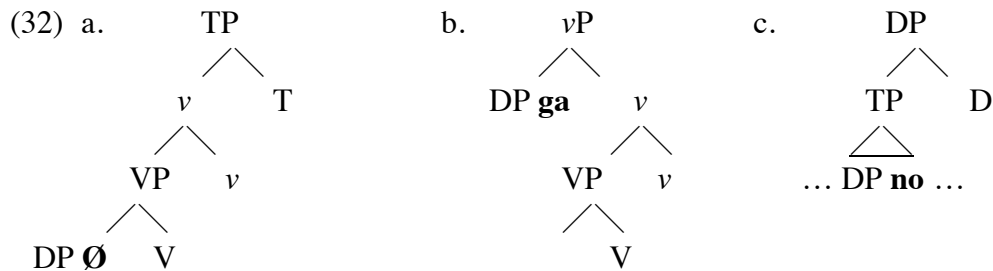 (32) a. TP b. vP c. DP
v T DP ga v TP D
VP v VP v … DP no …
DP Ø V V